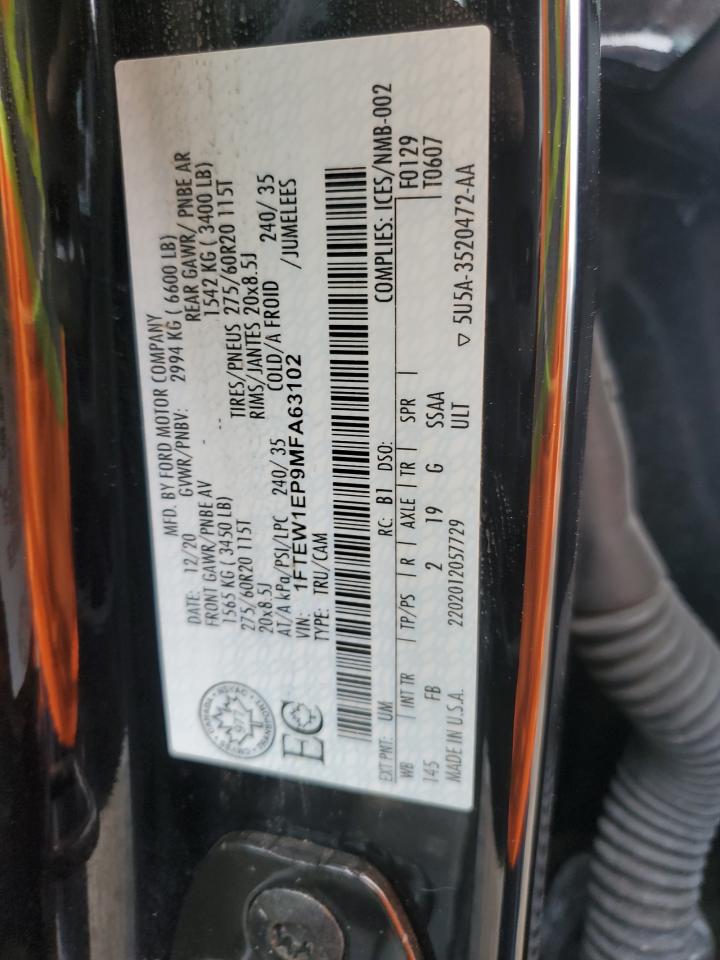 MFD. BY FORD MOTOR COMPANY
DATE: 12/20 GVWR/PNBV: 2994 KG ( 6600 LB)
FRONT GAWR/PNBE AV REAR GAWR/ PNBE AR
1565 KG ( 3450 LB) 1542 KG ( 3400 LB)
275/60R20 115T TIRES/PNEUS 275/60R20 115T
20x8.5J RIMS/JANTES 20x8.5J
AT/A kPa/PSI/LPC 240/ 35 COLD/A FROID 240/ 35
VIN: 1FTEW1EP9MFA63102 /JUMELEES
TYPE: TRU/CAM
EC
COMPLIES: ICES/NMB-002
EXT PNT: UM RC: B1 DSO:
F0129
T0607
WB INT TR TP/PS R AXLE TR SPR
145 FB 2 19 G SSAA
ULT
MADE IN U.S.A. 2202012057729
▽ 5U5A-3520472-AA